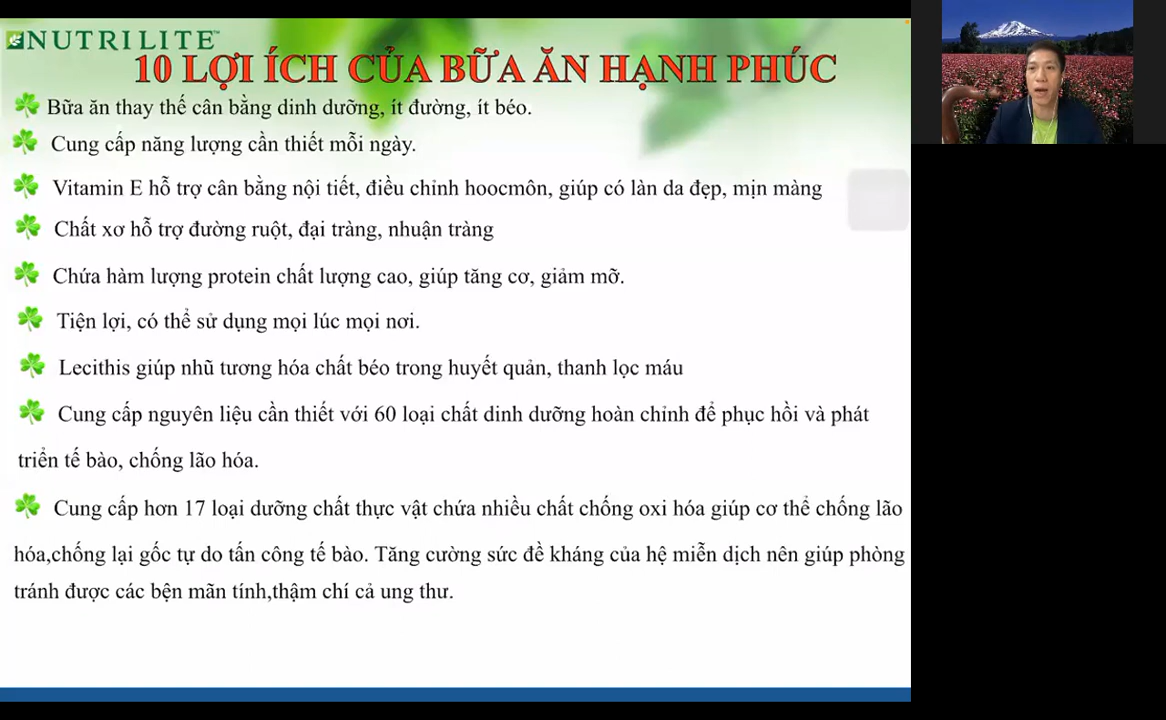 NUTRILITE™
10 LỢI ÍCH CỦA BỮA ĂN HẠNH PHÚC
Bữa ăn thay thế cân bằng dinh dưỡng, ít đường, ít béo.
Cung cấp năng lượng cần thiết mỗi ngày.
Vitamin E hỗ trợ cân bằng nội tiết, điều chỉnh hoocmôn, giúp có làn da đẹp, mịn màng
Chất xơ hỗ trợ đường ruột, đại tràng, nhuận tràng
Chứa hàm lượng protein chất lượng cao, giúp tăng cơ, giảm mỡ.
Tiện lợi, có thể sử dụng mọi lúc mọi nơi.
Lecithis giúp nhũ tương hóa chất béo trong huyết quản, thanh lọc máu
Cung cấp nguyên liệu cần thiết với 60 loại chất dinh dưỡng hoàn chỉnh để phục hồi và phát
triển tế bào, chống lão hóa.
Cung cấp hơn 17 loại dưỡng chất thực vật chứa nhiều chất chống oxi hóa giúp cơ thể chống lão
hóa,chống lại gốc tự do tấn công tế bào. Tăng cường sức đề kháng của hệ miễn dịch nên giúp phòng
tránh được các bện mãn tính,thậm chí cả ung thư.